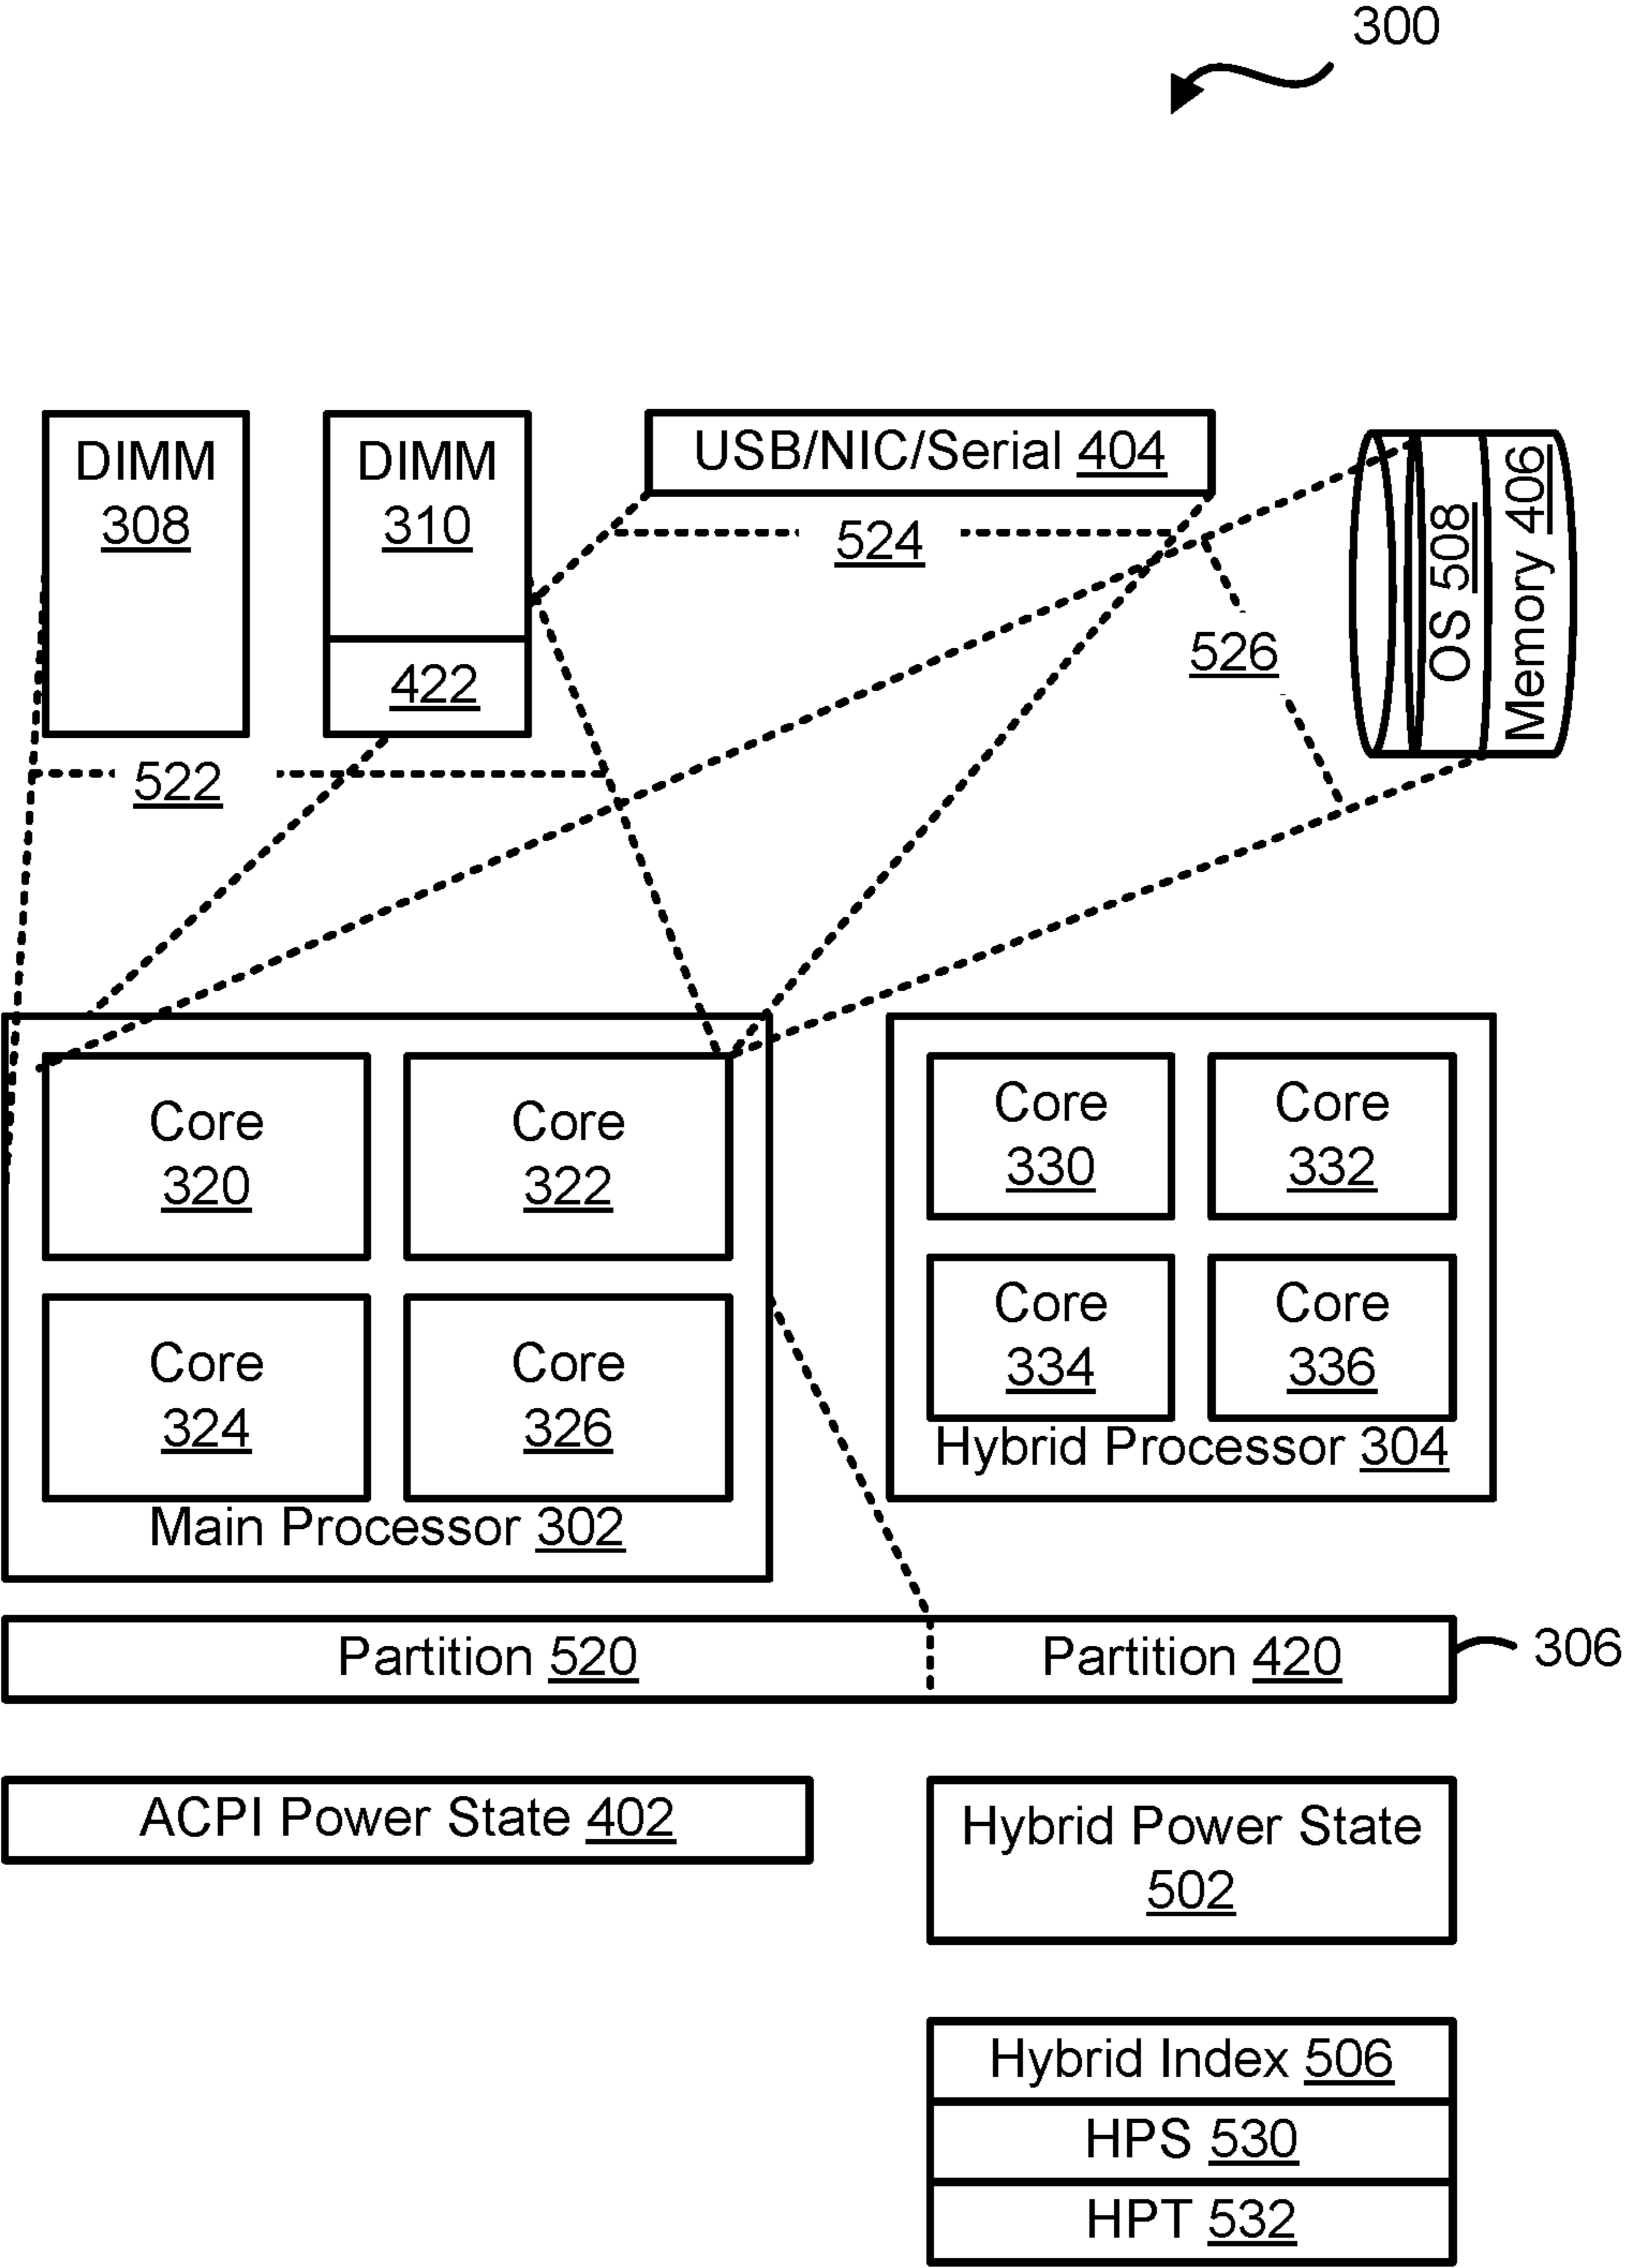 300
DIMM
308
DIMM
310
422
USB/NIC/Serial 404
524
526
OS 508
Memory 406
522
Core
320
Core
322
Core
324
Core
326
Main Processor 302
Core
330
Core
332
Core
334
Core
336
Hybrid Processor 304
Partition 520
Partition 420
306
ACPI Power State 402
Hybrid Power State
502
Hybrid Index 506
HPS 530
HPT 532